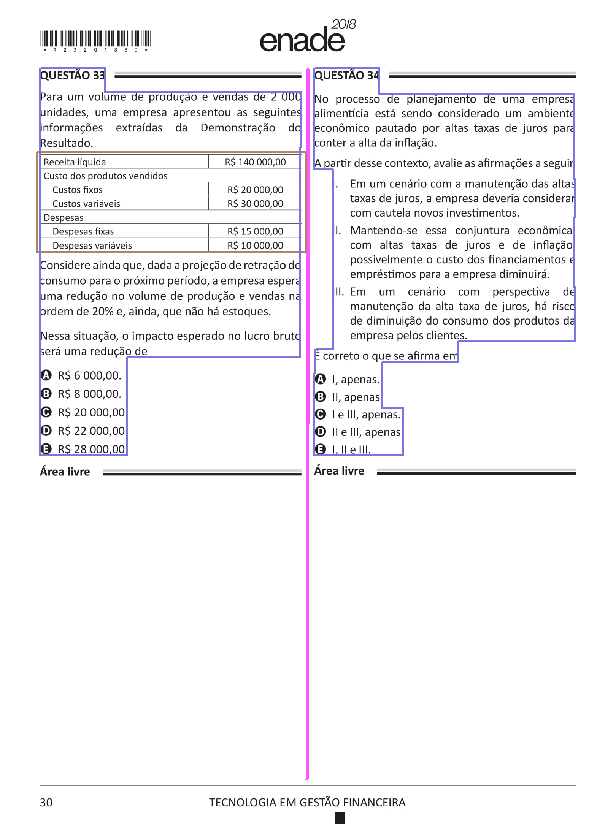 enade 2018
*R2320183O*
QUESTÃO 33
Para um volume de produção e vendas de 2 000
unidades, uma empresa apresentou as seguintes
informações extraídas da Demonstração do
Resultado.
Receita líquida R$ 140 000,00
Custo dos produtos vendidos
Custos fixos R$ 20 000,00
Custos variáveis R$ 30 000,00
Despesas
Despesas fixas R$ 15 000,00
Despesas variáveis R$ 10 000,00
Considere ainda que, dada a projeção de retração do
consumo para o próximo período, a empresa espera
uma redução no volume de produção e vendas na
ordem de 20% e, ainda, que não há estoques.
Nessa situação, o impacto esperado no lucro bruto
será uma redução de
A R$ 6 000,00.
B R$ 8 000,00.
C R$ 20 000,00
D R$ 22 000,00
E R$ 28 000,00
Área livre
QUESTÃO 34
No processo de planejamento de uma empresa
alimentícia está sendo considerado um ambiente
econômico pautado por altas taxas de juros para
conter a alta da inflação.
A partir desse contexto, avalie as afirmações a seguir
I. Em um cenário com a manutenção das altas
taxas de juros, a empresa deveria considerar
com cautela novos investimentos.
II. Mantendo-se essa conjuntura econômica
com altas taxas de juros e de inflação
possivelmente o custo dos financiamentos e
empréstimos para a empresa diminuirá.
III. Em um cenário com perspectiva de
manutenção da alta taxa de juros, há risco
de diminuição do consumo dos produtos da
empresa pelos clientes.
É correto o que se afirma em
A I, apenas.
B II, apenas
C I e III, apenas.
D II e III, apenas
E I, II e III.
Área livre
30
TECNOLOGIA EM GESTÃO FINANCEIRA